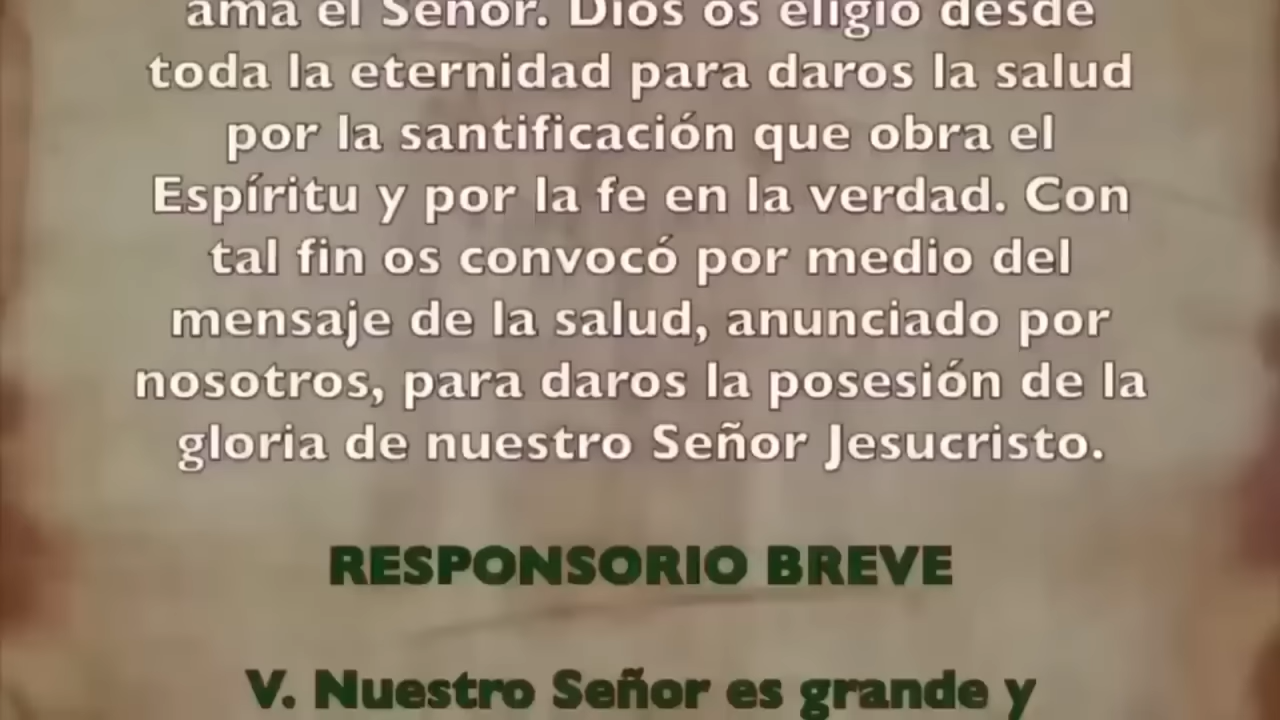 ama el Señor. Dios os eligió desde
toda la eternidad para daros la salud
por la santificación que obra el
Espíritu y por la fe en la verdad. Con
tal fin os convocó por medio del
mensaje de la salud, anunciado por
nosotros, para daros la posesión de la
gloria de nuestro Señor Jesucristo.
RESPONSORIO BREVE
V. Nuestro Señor es grande y